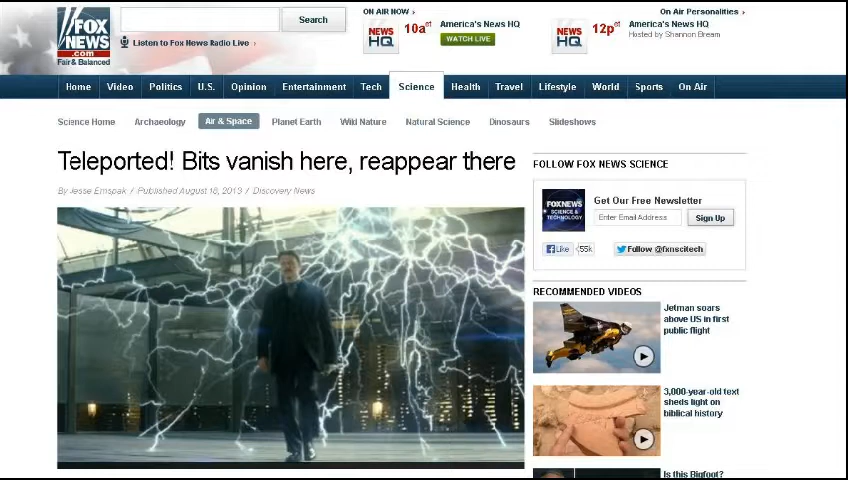 FOX
NEWS
.com
Fair & Balanced
Search
Listen to Fox News Radio Live ›
ON AIR NOW ›
NEWS
HQ
10a et
America's News HQ
WATCH LIVE
On Air Personalities ›
NEWS
HQ
12p et
America's News HQ
Hosted by Shannon Bream
Home Video Politics U.S. Opinion Entertainment Tech Science Health Travel Lifestyle World Sports On Air
Science Home Archaeology Air & Space Planet Earth Wild Nature Natural Science Dinosaurs Slideshows
Teleported! Bits vanish here, reappear there
By Jesse Emspak / Published August 18, 2013 / Discovery News
FOLLOW FOX NEWS SCIENCE
FOXNEWS
SCIENCE &
TECHNOLOGY
Get Our Free Newsletter
Enter Email Address Sign Up
Like 55k Follow @fxnscitech
RECOMMENDED VIDEOS
Jetman soars
above US in first
public flight
3,000-year-old text
sheds light on
biblical history
Is this Bigfoot?